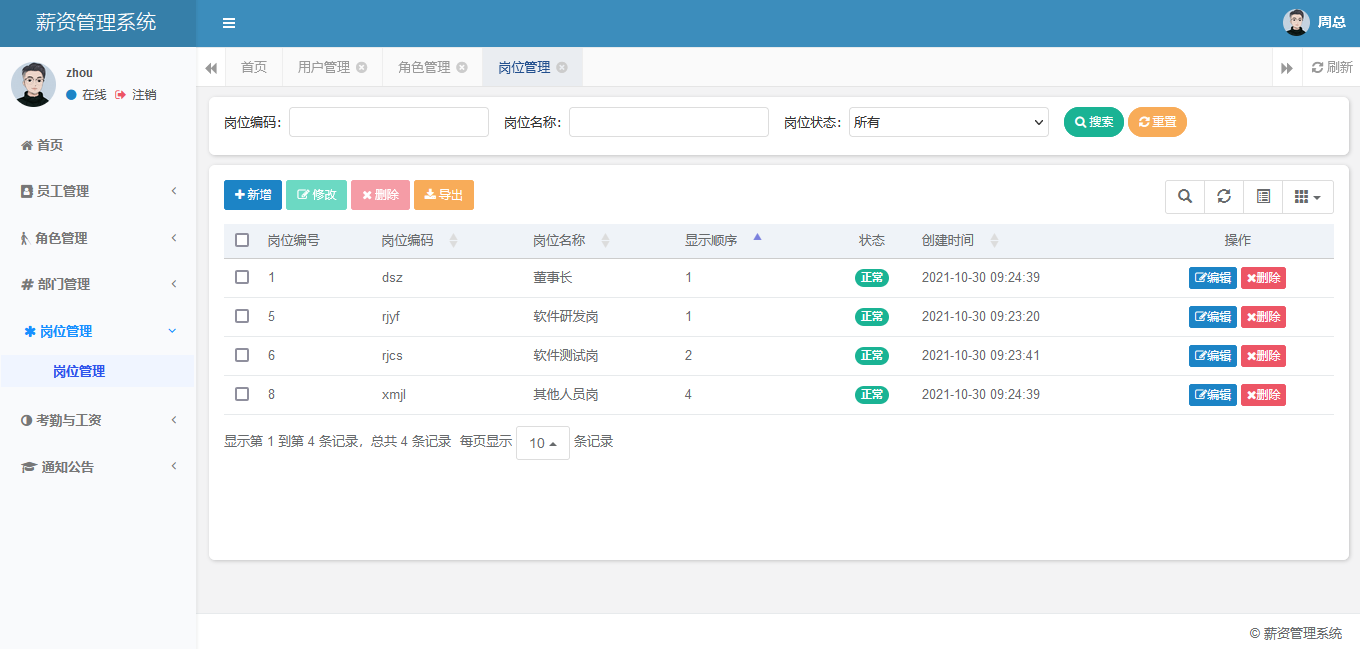 薪资管理系统
周总
zhou
在线 注销
首页
员工管理
角色管理
部门管理
岗位管理
岗位管理
考勤与工资
通知公告
首页 用户管理 角色管理 岗位管理 刷新
岗位编码： 岗位名称： 岗位状态： 所有 搜索 重置
新增 修改 删除 导出
岗位编号 岗位编码 岗位名称 显示顺序 状态 创建时间 操作
1 dsz 董事长 1 正常 2021-10-30 09:24:39 编辑 删除
5 rjyf 软件研发岗 1 正常 2021-10-30 09:23:20 编辑 删除
6 rjcs 软件测试岗 2 正常 2021-10-30 09:23:41 编辑 删除
8 xmjl 其他人员岗 4 正常 2021-10-30 09:24:39 编辑 删除
显示第 1 到第 4 条记录，总共 4 条记录 每页显示 10 条记录
© 薪资管理系统